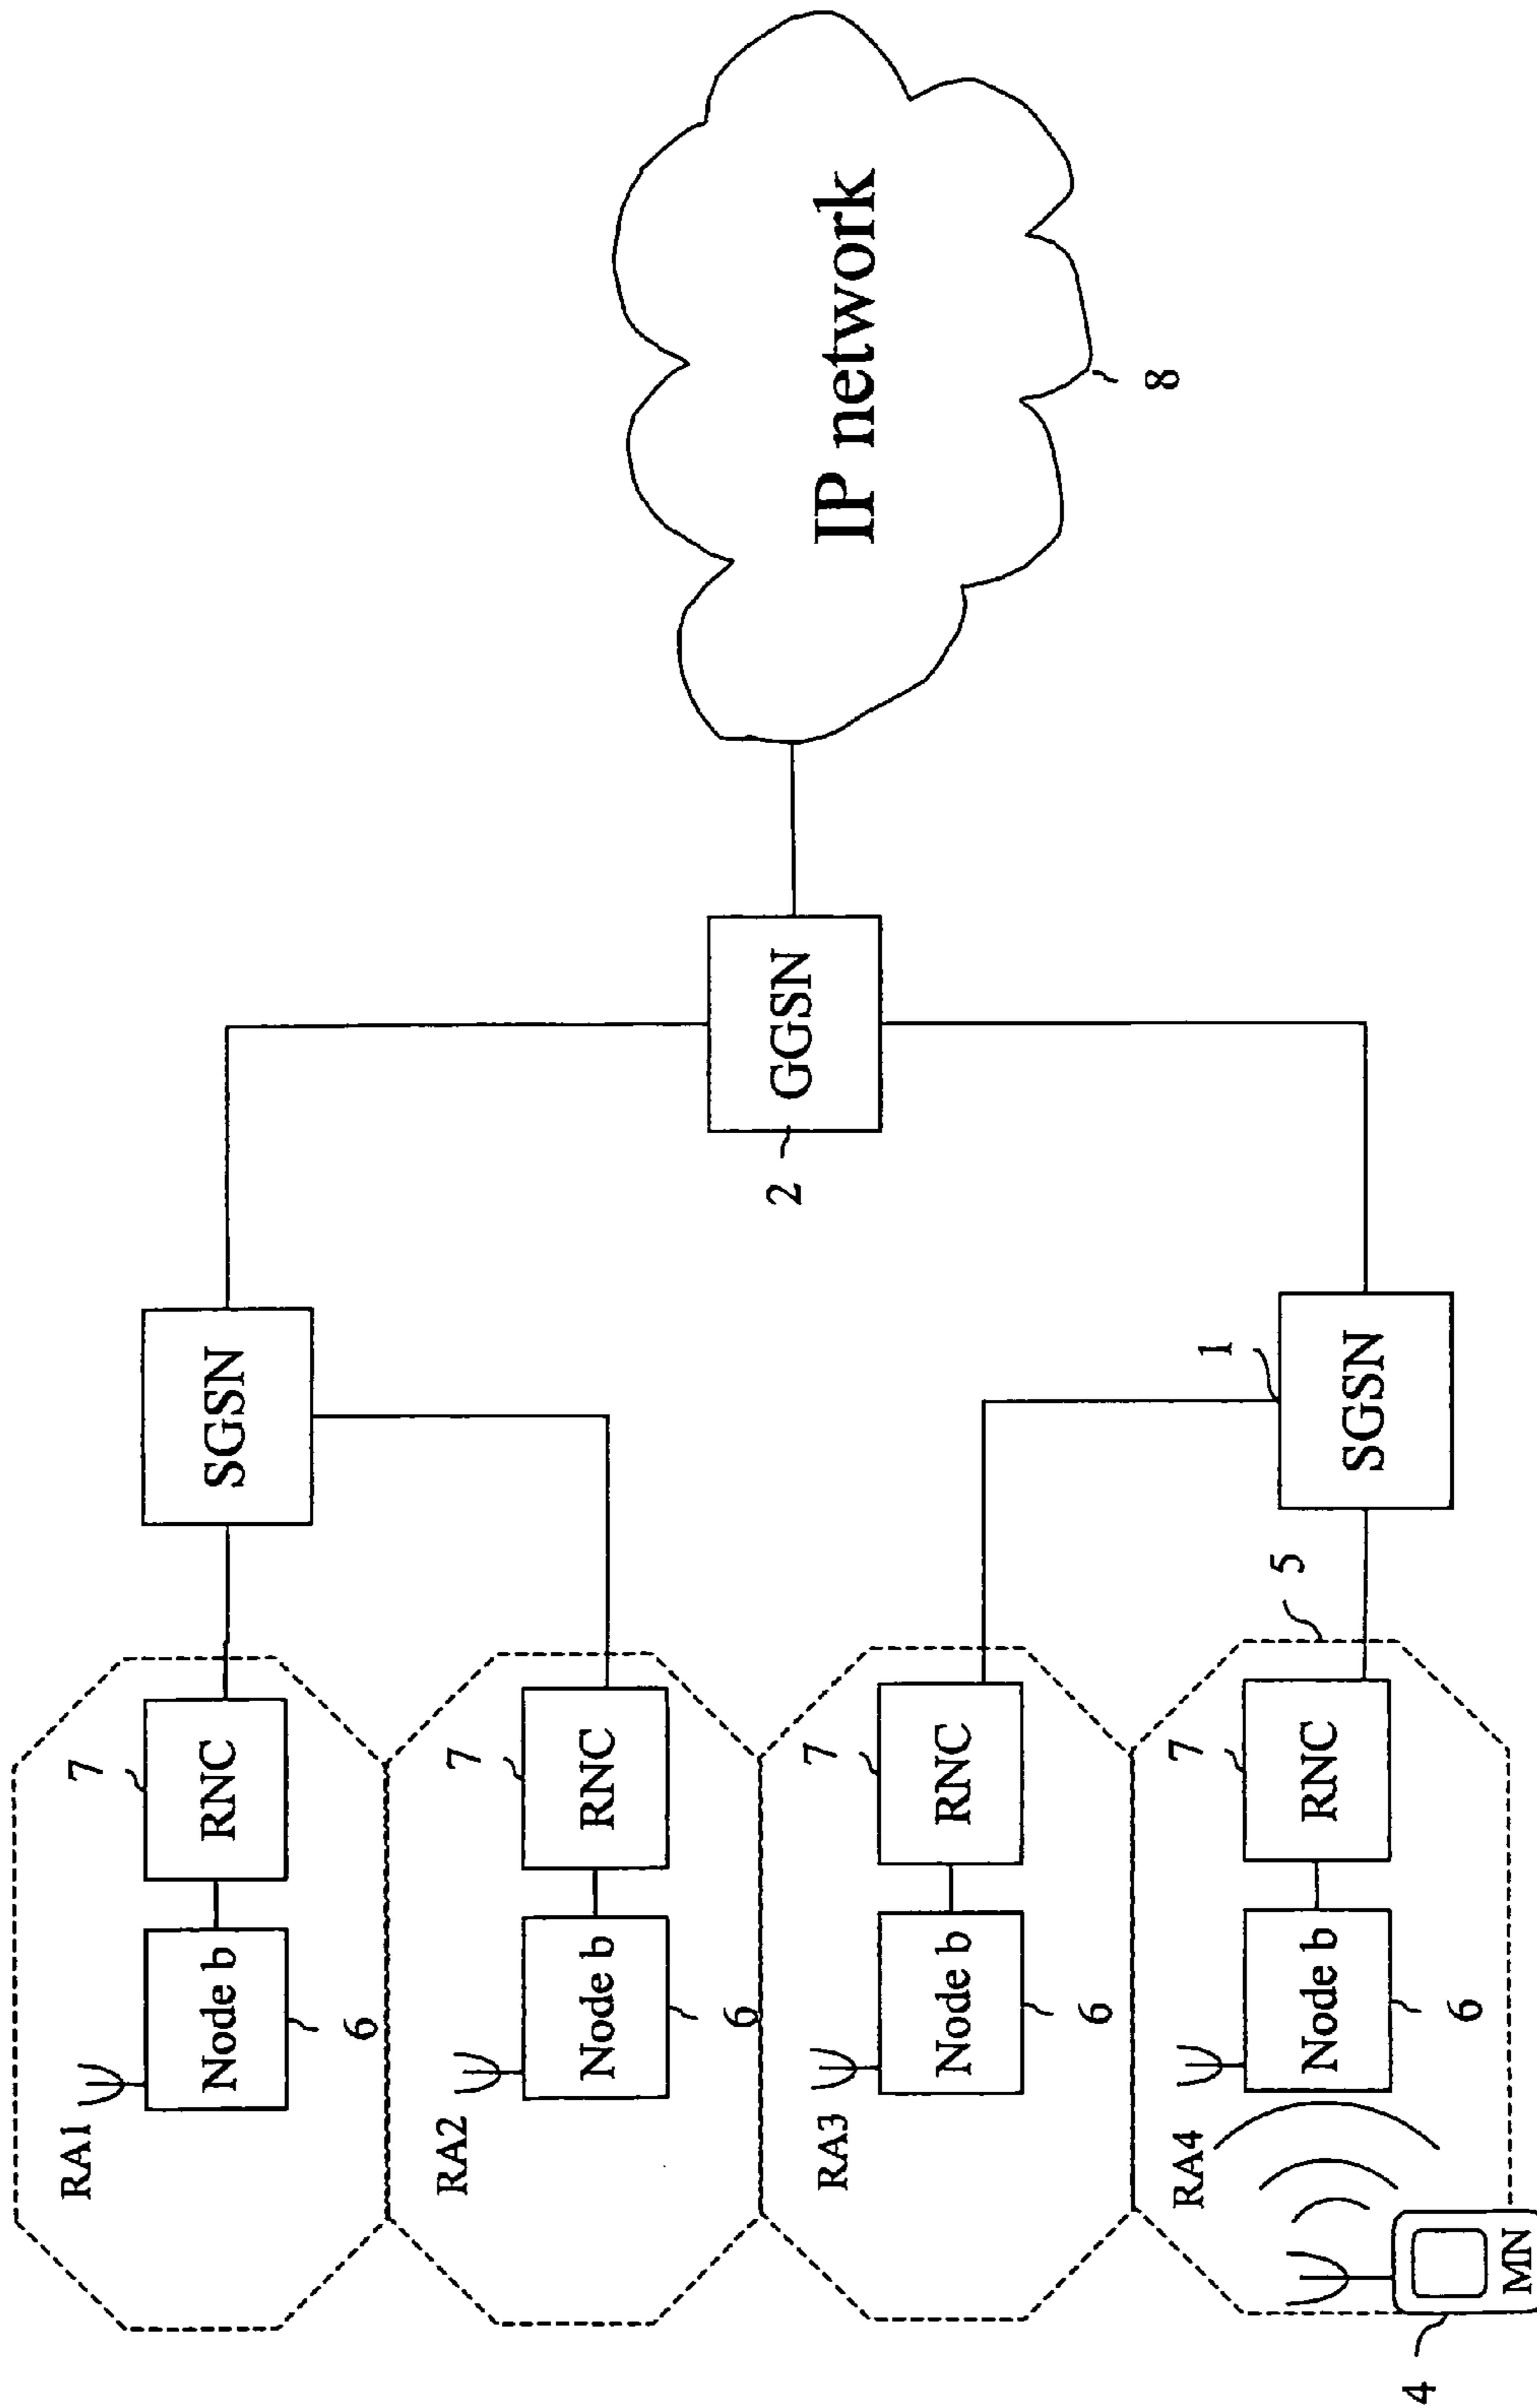 RA1
Node b
6
RNC
7
SGSN
RA2
Node b
6
RNC
7
GGSN
2
IP network
8
RA3
Node b
6
RNC
7
SGSN
1
RA4
Node b
6
RNC
7
5
MN
4